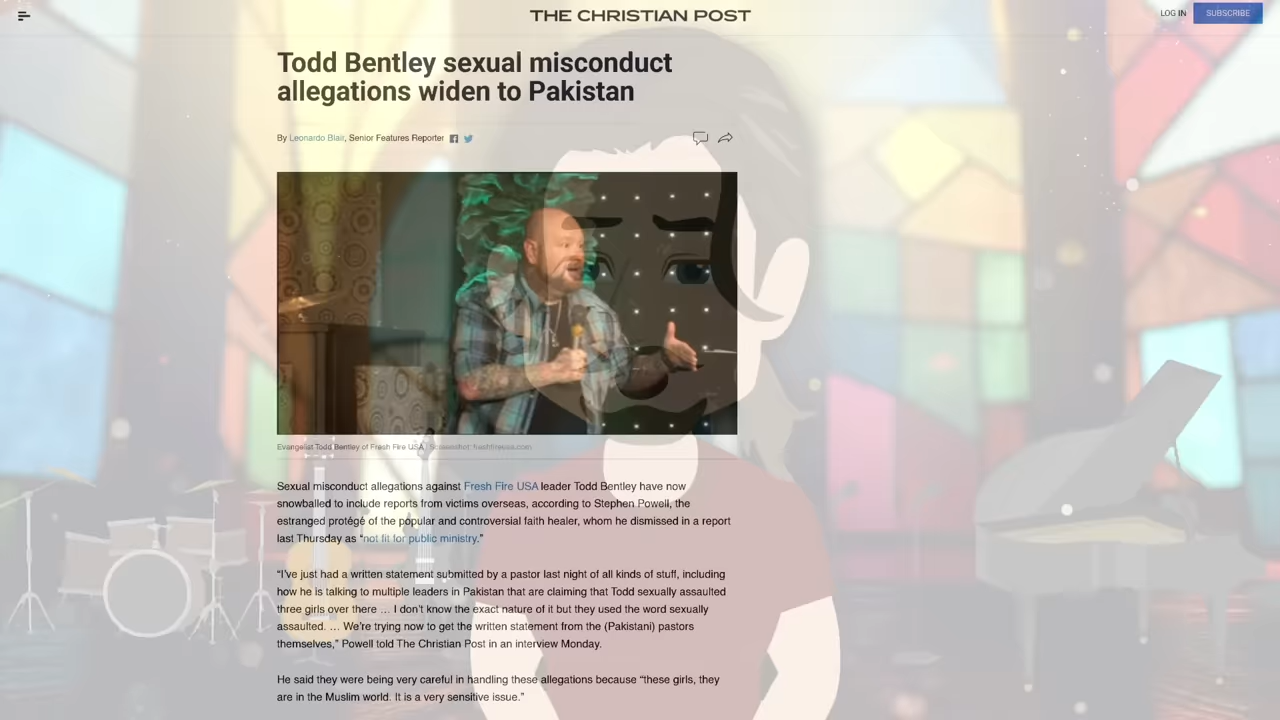 THE CHRISTIAN POST
LOG IN
SUBSCRIBE
Todd Bentley sexual misconduct
allegations widen to Pakistan
By Leonardo Blair, Senior Features Reporter
Evangelist Todd Bentley of Fresh Fire USA | Screenshot: freshfireusa.com
Sexual misconduct allegations against Fresh Fire USA leader Todd Bentley have now
snowballed to include reports from victims overseas, according to Stephen Powell, the
estranged protégé of the popular and controversial faith healer, whom he dismissed in a report
last Thursday as “not fit for public ministry.”
“I’ve just had a written statement submitted by a pastor last night of all kinds of stuff, including
how he is talking to multiple leaders in Pakistan that are claiming that Todd sexually assaulted
three girls over there … I don’t know the exact nature of it but they used the word sexually
assaulted. … We’re trying now to get the written statement from the (Pakistani) pastors
themselves,” Powell told The Christian Post in an interview Monday.
He said they were being very careful in handling these allegations because “these girls, they
are in the Muslim world. It is a very sensitive issue.”